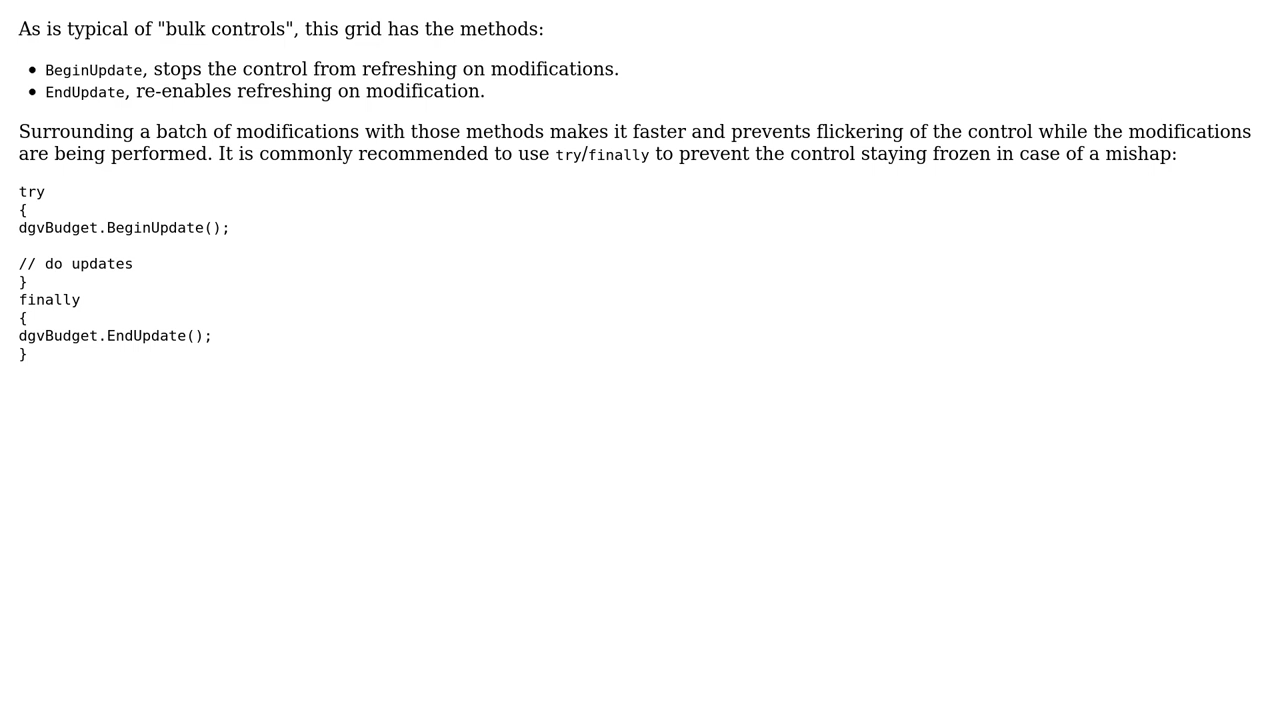 As is typical of "bulk controls", this grid has the methods:
• BeginUpdate, stops the control from refreshing on modifications.
• EndUpdate, re-enables refreshing on modification.
Surrounding a batch of modifications with those methods makes it faster and prevents flickering of the control while the modifications
are being performed. It is commonly recommended to use try/finally to prevent the control staying frozen in case of a mishap:
try
{
dgvBudget.BeginUpdate();
// do updates
}
finally
{
dgvBudget.EndUpdate();
}